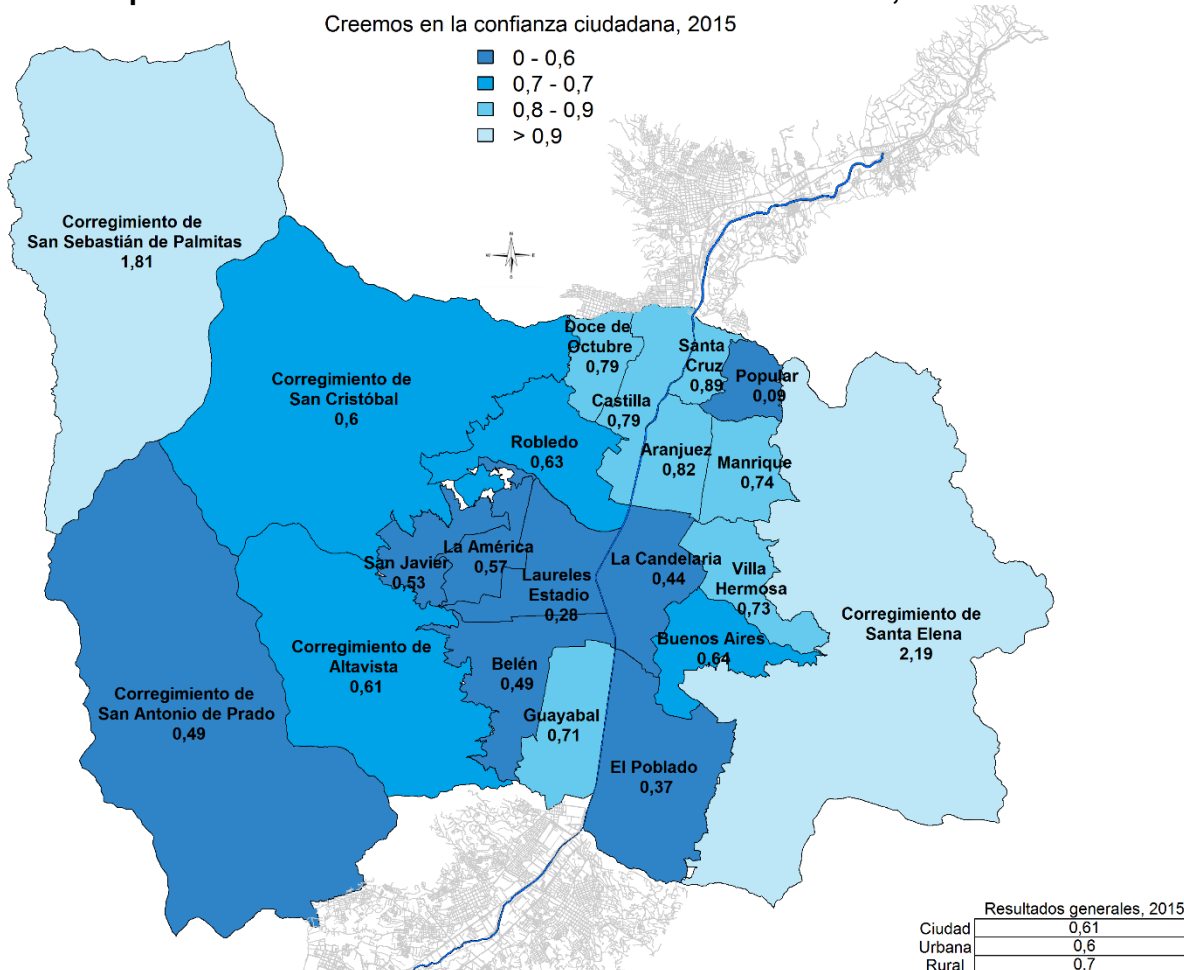 Creemos en la confianza ciudadana, 2015
0 - 0,6
0,7 - 0,7
0,8 - 0,9
> 0,9
Corregimiento de
San Sebastián de Palmitas
1,81
Corregimiento de
San Cristóbal
0,6
Doce de
Octubre
0,79
Castilla
0,79
Santa
Cruz
0,89
Popular
0,09
Robledo
0,63
Aranjuez
0,82
Manrique
0,74
San Javier
0,53
La América
0,57
Laureles
Estadio
0,28
La Candelaria
0,44
Villa
Hermosa
0,73
Corregimiento de
Santa Elena
2,19
Buenos Aires
0,64
Corregimiento de
Altavista
0,61
Belén
0,49
Corregimiento de
San Antonio de Prado
0,49
Guayabal
0,71
El Poblado
0,37
Resultados generales, 2015
Ciudad 0,61
Urbana 0,6
Rural 0,7